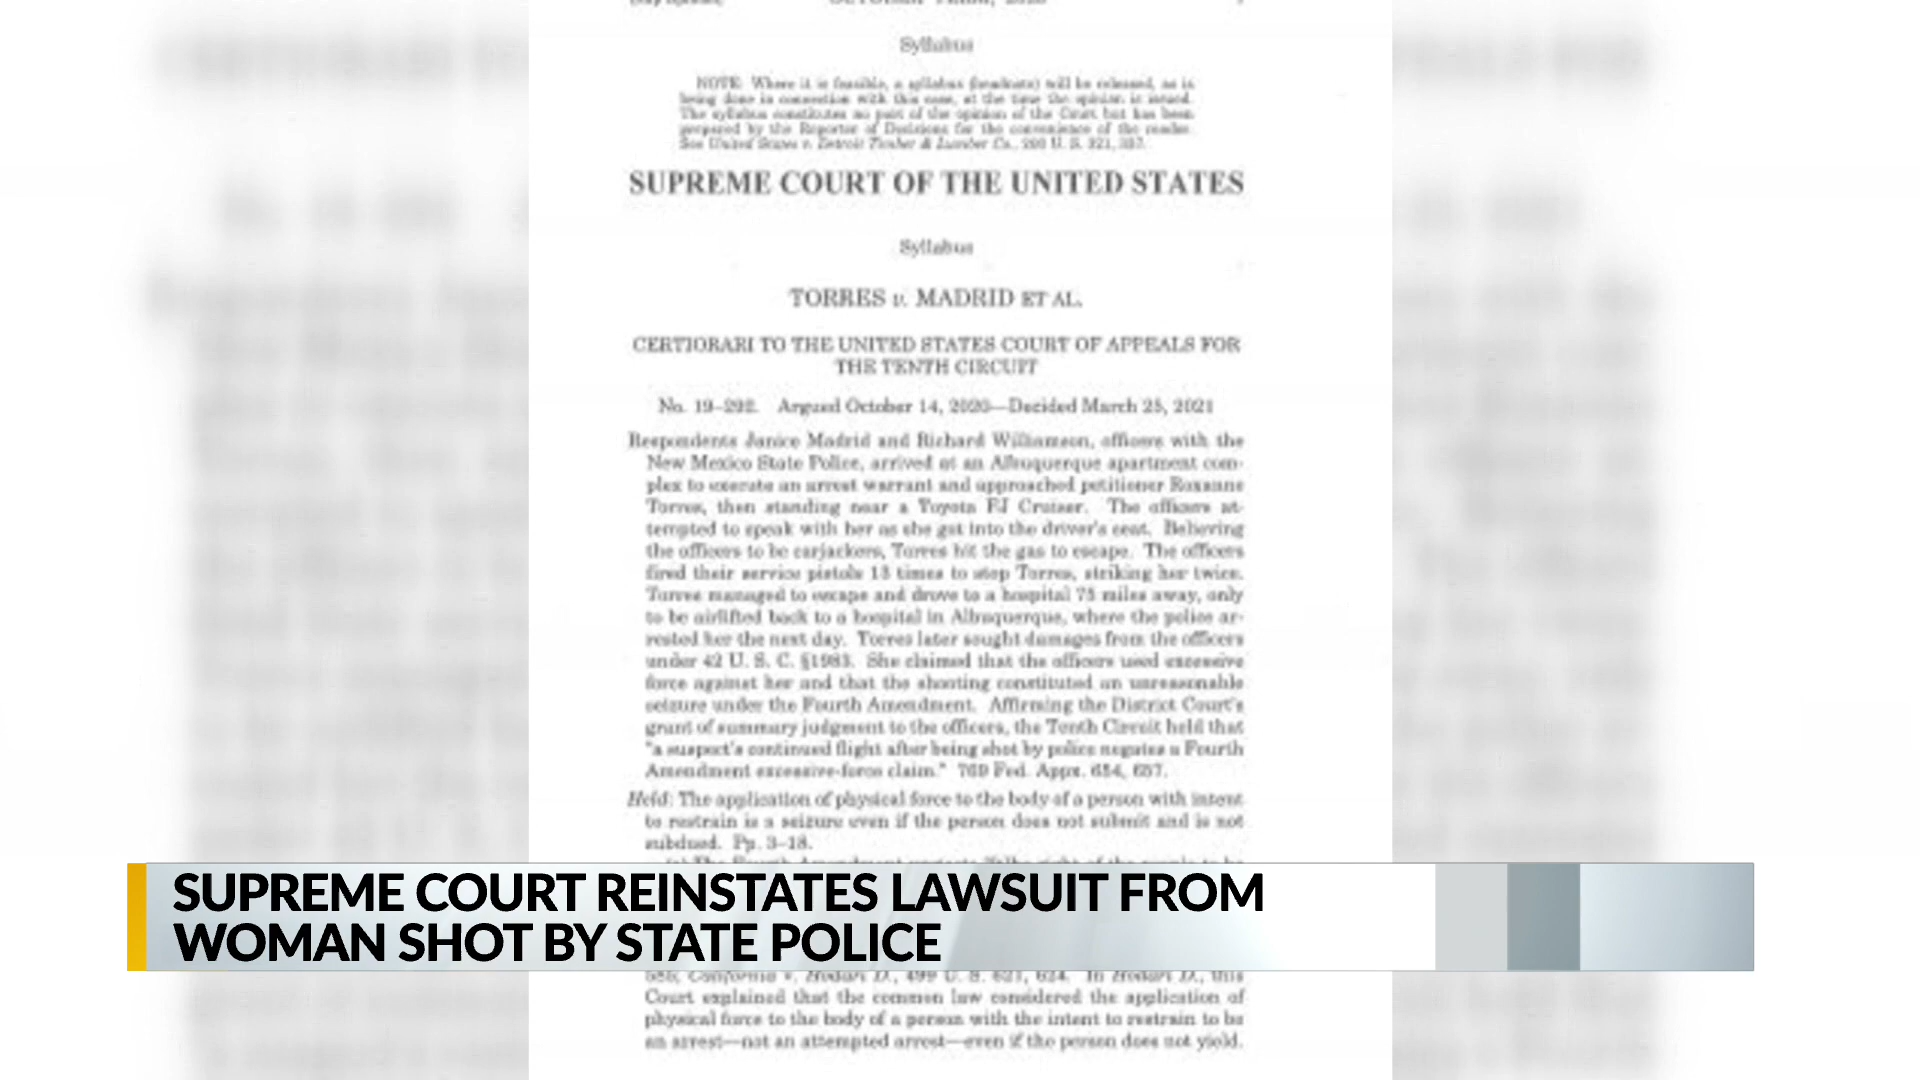 Syllabus
NOTE: Where it is feasible, a syllabus (headnote) will be released, as is
being done in connection with this case, at the time the opinion is issued.
The syllabus constitutes no part of the opinion of the Court but has been
prepared by the Reporter of Decisions for the convenience of the reader.
See United States v. Detroit Timber & Lumber Co., 200 U. S. 321, 337.
SUPREME COURT OF THE UNITED STATES
Syllabus
TORRES v. MADRID ET AL.
CERTIORARI TO THE UNITED STATES COURT OF APPEALS FOR
THE TENTH CIRCUIT
No. 19–292. Argued October 14, 2020—Decided March 25, 2021
Respondents Janice Madrid and Richard Williamson, officers with the
New Mexico State Police, arrived at an Albuquerque apartment com-
plex to execute an arrest warrant and approached petitioner Roxanne
Torres, then standing near a Toyota FJ Cruiser. The officers at-
tempted to speak with her as she got into the driver's seat. Believing
the officers to be carjackers, Torres hit the gas to escape. The officers
fired their service pistols 13 times to stop Torres, striking her twice.
Torres managed to escape and drove to a hospital 75 miles away, only
to be airlifted back to a hospital in Albuquerque, where the police ar-
rested her the next day. Torres later sought damages from the officers
under 42 U. S. C. §1983. She claimed that the officers used excessive
force against her and that the shooting constituted an unreasonable
seizure under the Fourth Amendment. Affirming the District Court's
grant of summary judgment to the officers, the Tenth Circuit held that
"a suspect's continued flight after being shot by police negates a Fourth
Amendment excessive-force claim." 769 Fed. Appx. 654, 657.
Held: The application of physical force to the body of a person with intent
to restrain is a seizure even if the person does not submit and is not
subdued. Pp. 3–18.
SUPREME COURT REINSTATES LAWSUIT FROM
WOMAN SHOT BY STATE POLICE
California v. Hodari D., 499 U. S. 621, 624. In Hodari D., this
Court explained that the common law considered the application of
physical force to the body of a person with the intent to restrain to be
an arrest—not an attempted arrest—even if the person does not yield.